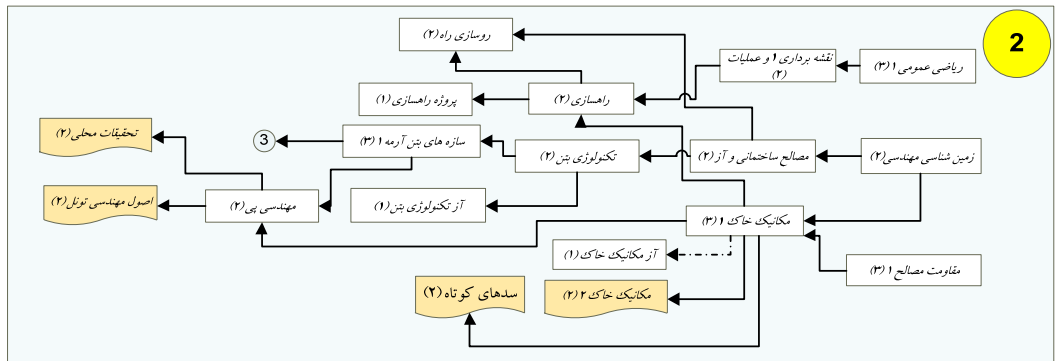 2
روسازی راه (۲)
نقشه برداری ۱ و عملیات
(۲)
ریاضی عمومی ۱ (۳)
پروژه راهسازی (۱)
راهسازی (۲)
تحقیقات محلی (۲)
3
سازه های بتن آرمه ۱ (۳)
تکنولوژی بتن (۲)
مصالح ساختمانی و آز (۲)
زمین شناسی مهندسی (۲)
اصول مهندسی تونل (۲)
مهندسی پی (۲)
آز تکنولوژی بتن (۱)
مکانیک خاک ۱ (۳)
آز مکانیک خاک (۱)
مقاومت مصالح ۱ (۳)
سدهای کوتاه (۲)
مکانیک خاک ۲ (۲)